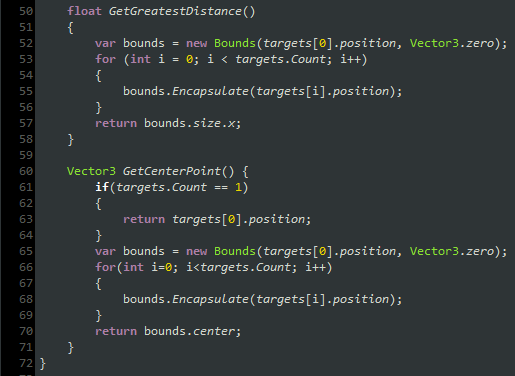 50 float GetGreatestDistance()
51 {
52 var bounds = new Bounds(targets[0].position, Vector3.zero);
53 for (int i = 0; i < targets.Count; i++)
54 {
55 bounds.Encapsulate(targets[i].position);
56 }
57 return bounds.size.x;
58 }
59
60 Vector3 GetCenterPoint() {
61 if(targets.Count == 1)
62 {
63 return targets[0].position;
64 }
65 var bounds = new Bounds(targets[0].position, Vector3.zero);
66 for(int i=0; i<targets.Count; i++)
67 {
68 bounds.Encapsulate(targets[i].position);
69 }
70 return bounds.center;
71 }
72 }